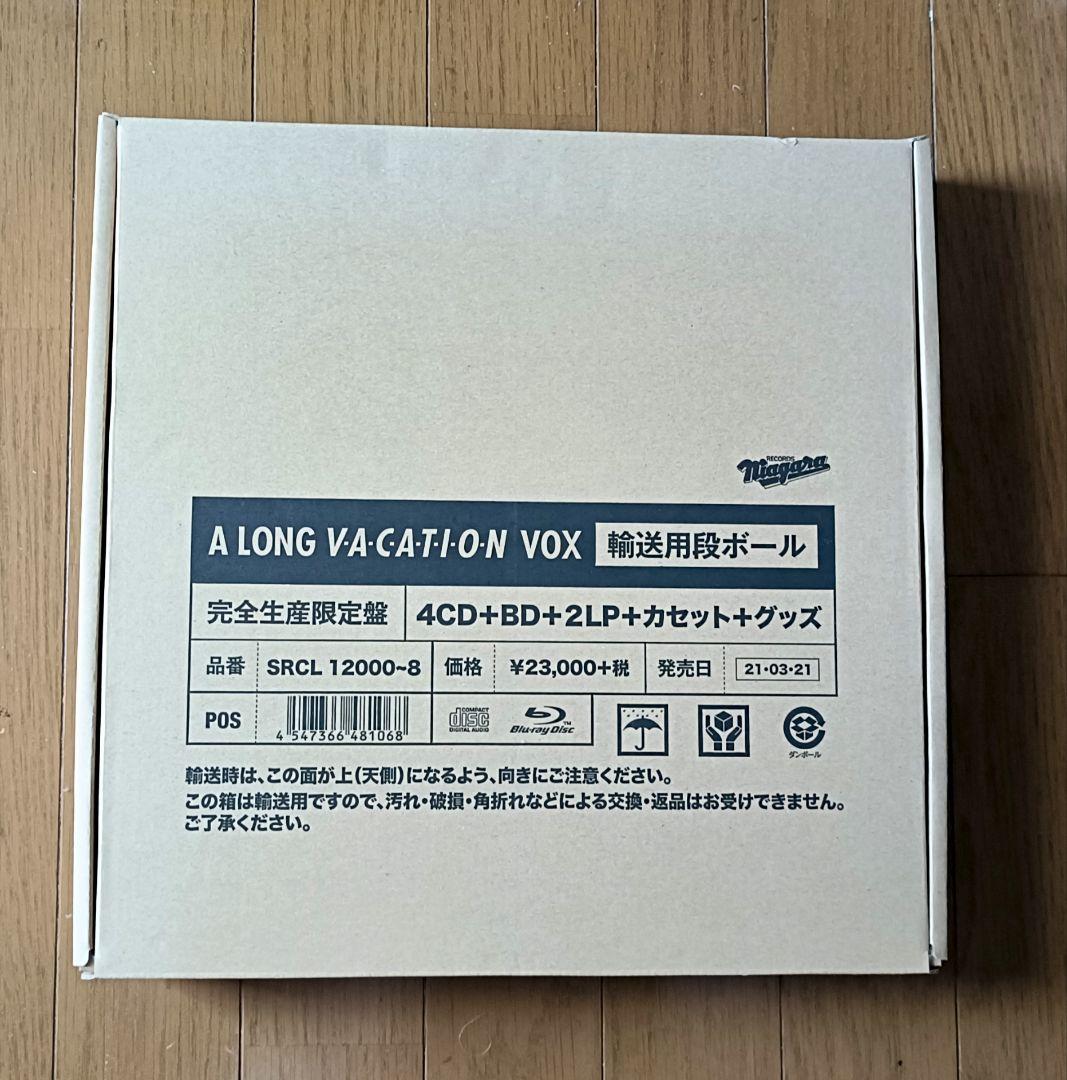 RECORDS
Niagara
A LONG V·A·C·A·T·I·O·N VOX 輸送用段ボール
完全生産限定盤 4CD+BD+2LP+カセット+グッズ
品番 SRCL 12000~8 価格 ¥23,000+税 発売日 21·03·21
POS 4 547366 481068 COMPACT disc DIGITAL AUDIO Blu-ray Disc™ ダンボール
輸送時は、この面が上(天側)になるよう、向きにご注意ください。
この箱は輸送用ですので、汚れ・破損・角折れなどによる交換・返品はお受けできません。
ご了承ください。